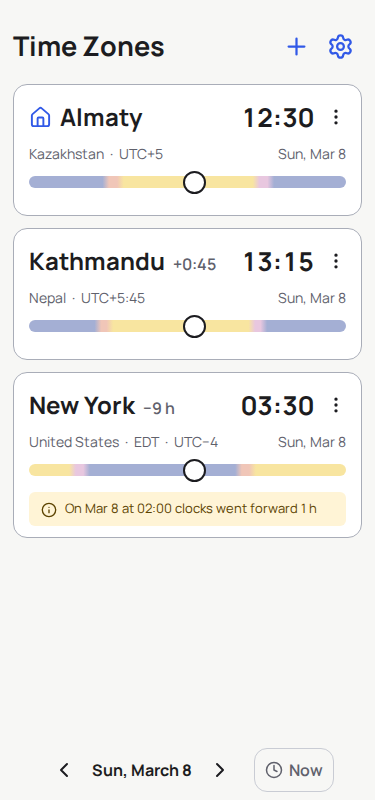 Time Zones
Almaty 12:30
Kazakhstan · UTC+5 Sun, Mar 8
Kathmandu +0:45 13:15
Nepal · UTC+5:45 Sun, Mar 8
New York −9 h 03:30
United States · EDT · UTC−4 Sun, Mar 8
On Mar 8 at 02:00 clocks went forward 1 h
Sun, March 8 Now